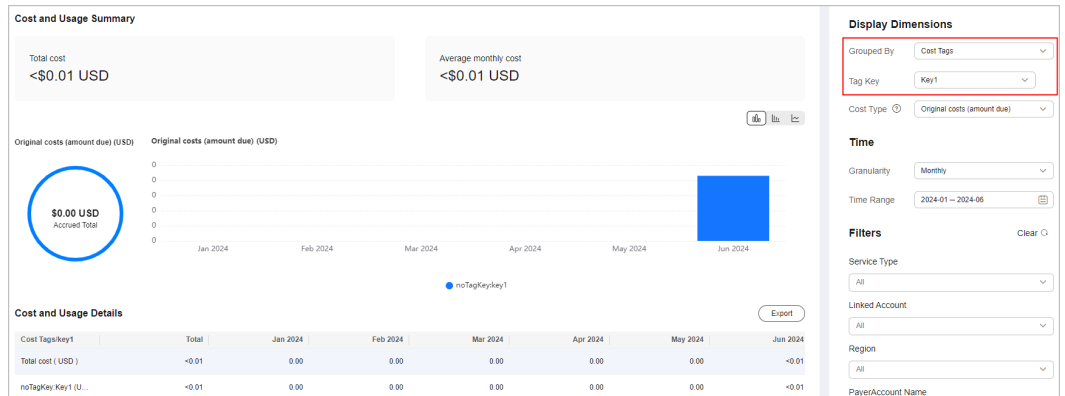 Cost and Usage Summary
Total cost
<$0.01 USD
Average monthly cost
<$0.01 USD
Original costs (amount due) (USD)
$0.00 USD
Accrued Total
Original costs (amount due) (USD)
0
0
0
0
0
0
Jan 2024 Feb 2024 Mar 2024 Apr 2024 May 2024 Jun 2024
noTagKey:key1
Cost and Usage Details
Export
Cost Tags/key1 Total Jan 2024 Feb 2024 Mar 2024 Apr 2024 May 2024 Jun 2024
Total cost ( USD ) <0.01 0.00 0.00 0.00 0.00 0.00 <0.01
noTagKey:Key1 (U... <0.01 0.00 0.00 0.00 0.00 0.00 <0.01
Display Dimensions
Grouped By Cost Tags
Tag Key Key1
Cost Type ? Original costs (amount due)
Time
Granularity Monthly
Time Range 2024-01 — 2024-06
Filters Clear
Service Type
All
Linked Account
All
Region
All
PayerAccount Name